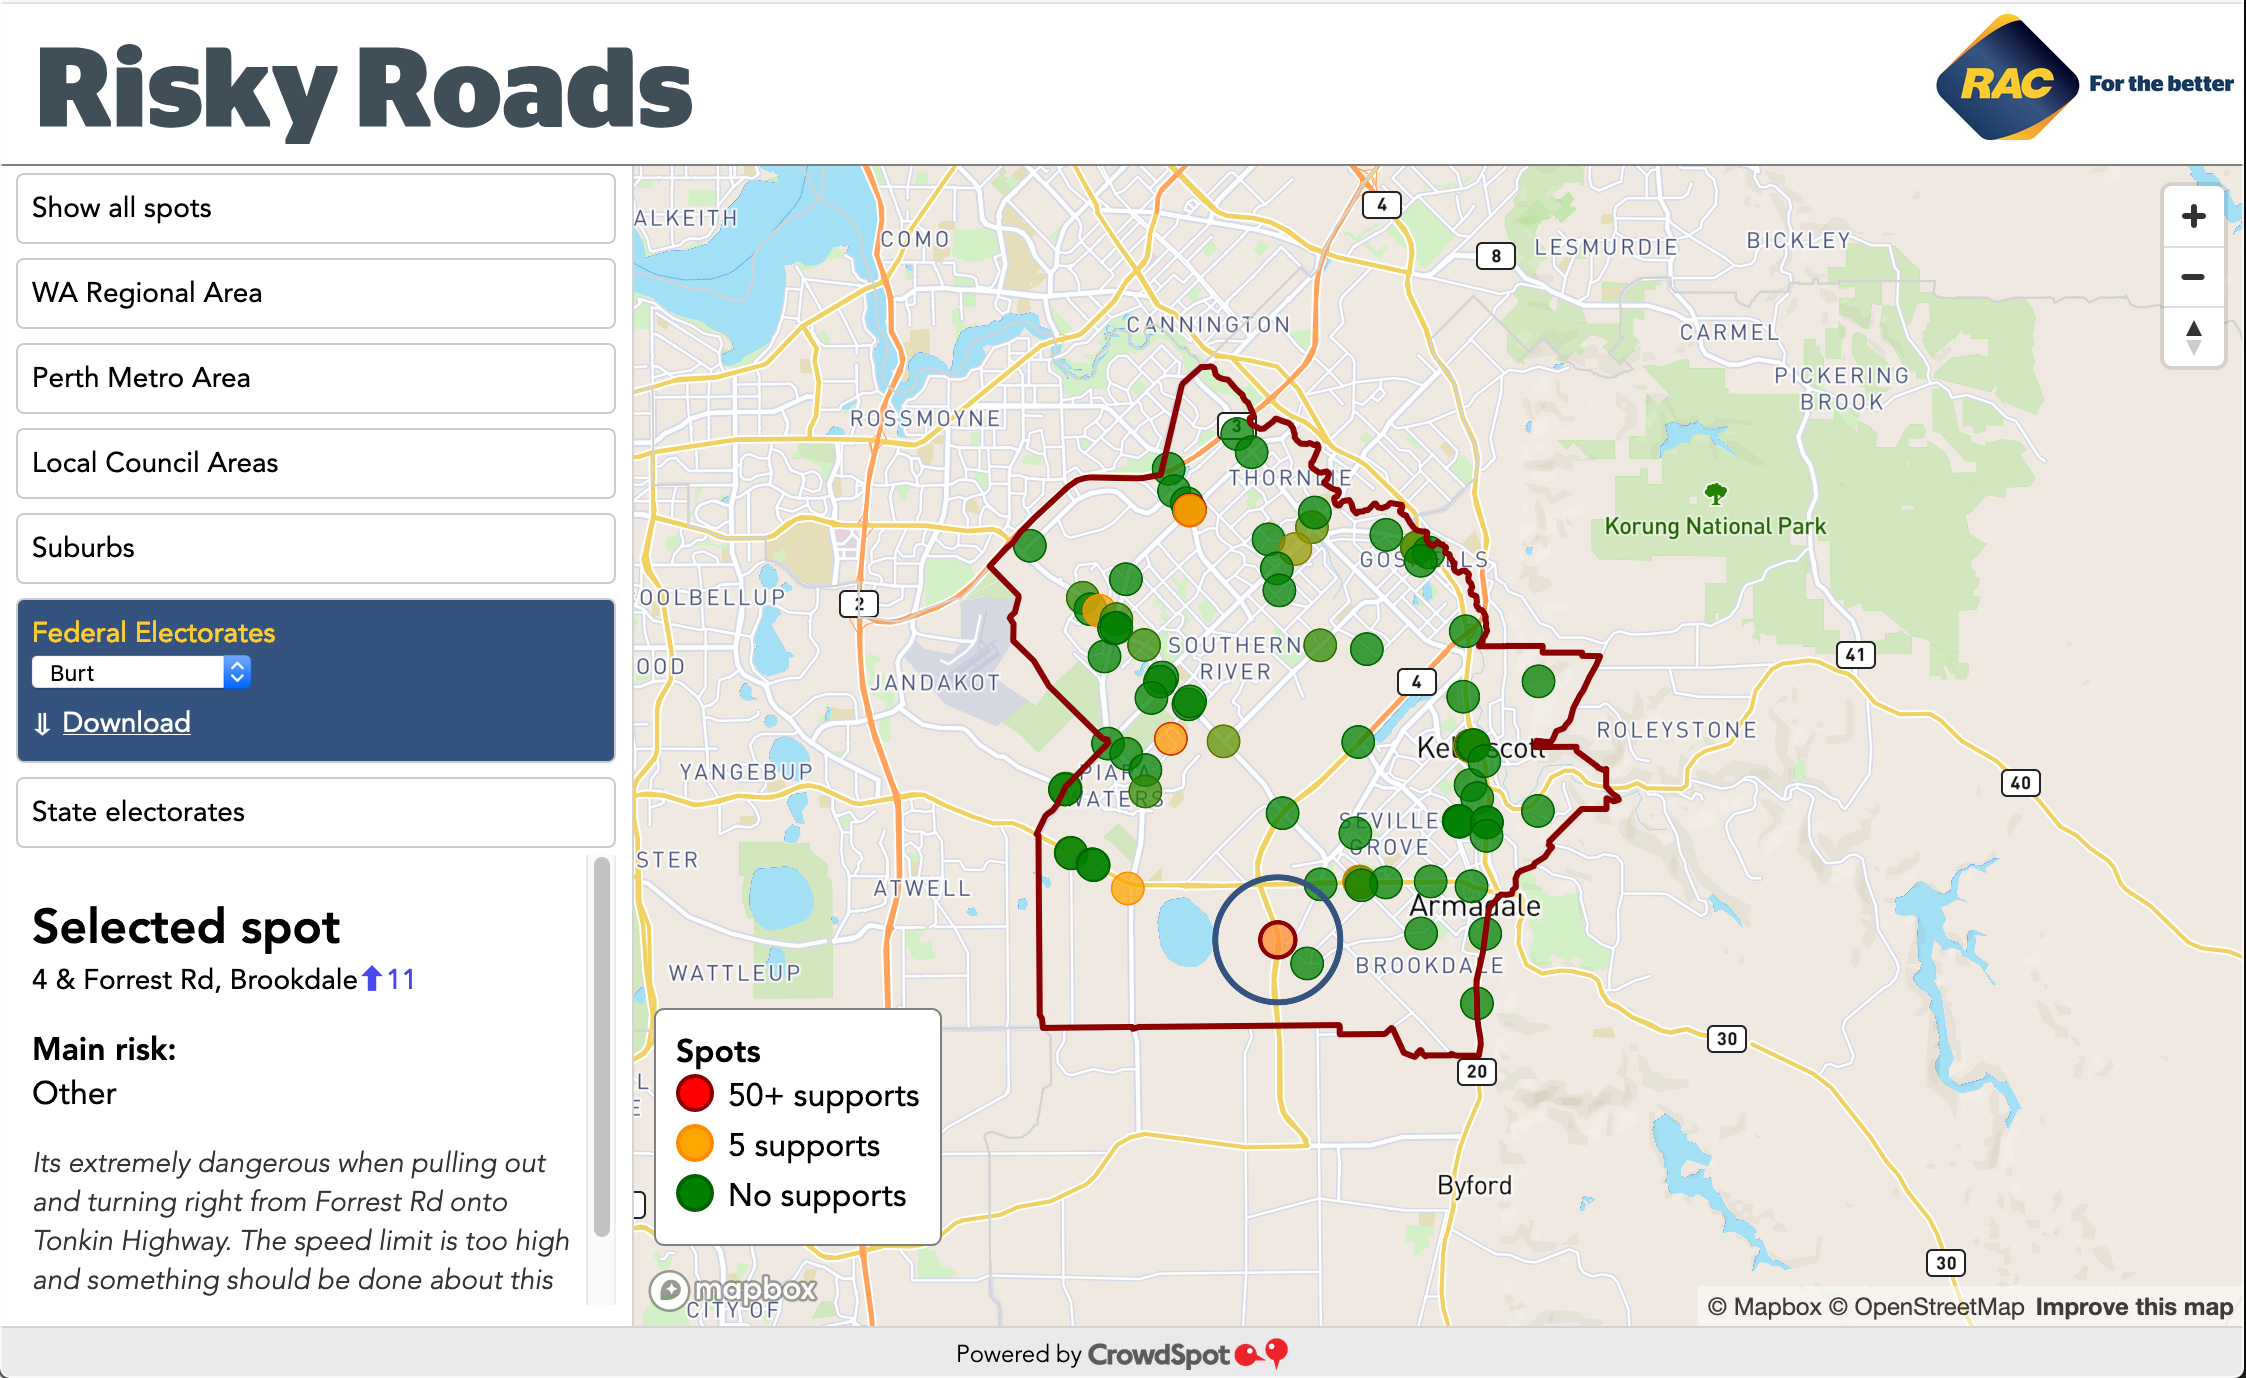 Risky Roads
RAC For the better
Show all spots
WA Regional Area
Perth Metro Area
Local Council Areas
Suburbs
Federal Electorates
Burt
Download
State electorates
Selected spot
4 & Forrest Rd, Brookdale 11
Main risk:
Other
Its extremely dangerous when pulling out
and turning right from Forrest Rd onto
Tonkin Highway. The speed limit is too high
and something should be done about this
ALKEITH
COMO
4
8
LESMURDIE
BICKLEY
CANNINGTON
CARMEL
PICKERING
BROOK
ROSSMOYNE
3
THORNLIE
Korung National Park
GOSNELLS
OOLBELLUP
2
SOUTHERN
RIVER
OOD
JANDAKOT
4
41
ROLEYSTONE
Kelmscott
YANGEBUP
PIARA
WATERS
40
SEVILLE
GROVE
STER
ATWELL
Armadale
WATTLEUP
BROOKDALE
30
20
L
E
Byford
30
CITY OF
Spots
50+ supports
5 supports
No supports
mapbox
© Mapbox © OpenStreetMap Improve this map
Powered by CrowdSpot